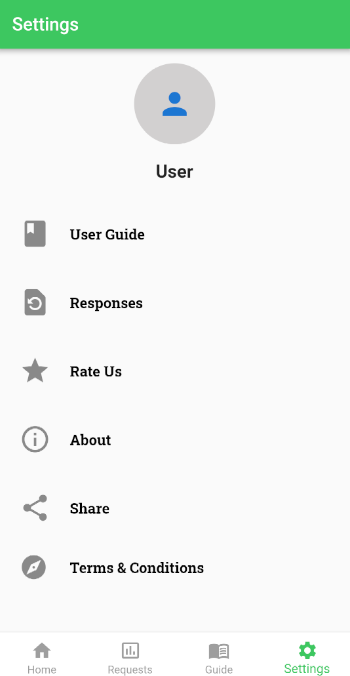 Settings
User
User Guide
Responses
Rate Us
About
Share
Terms & Conditions
Home Requests Guide Settings